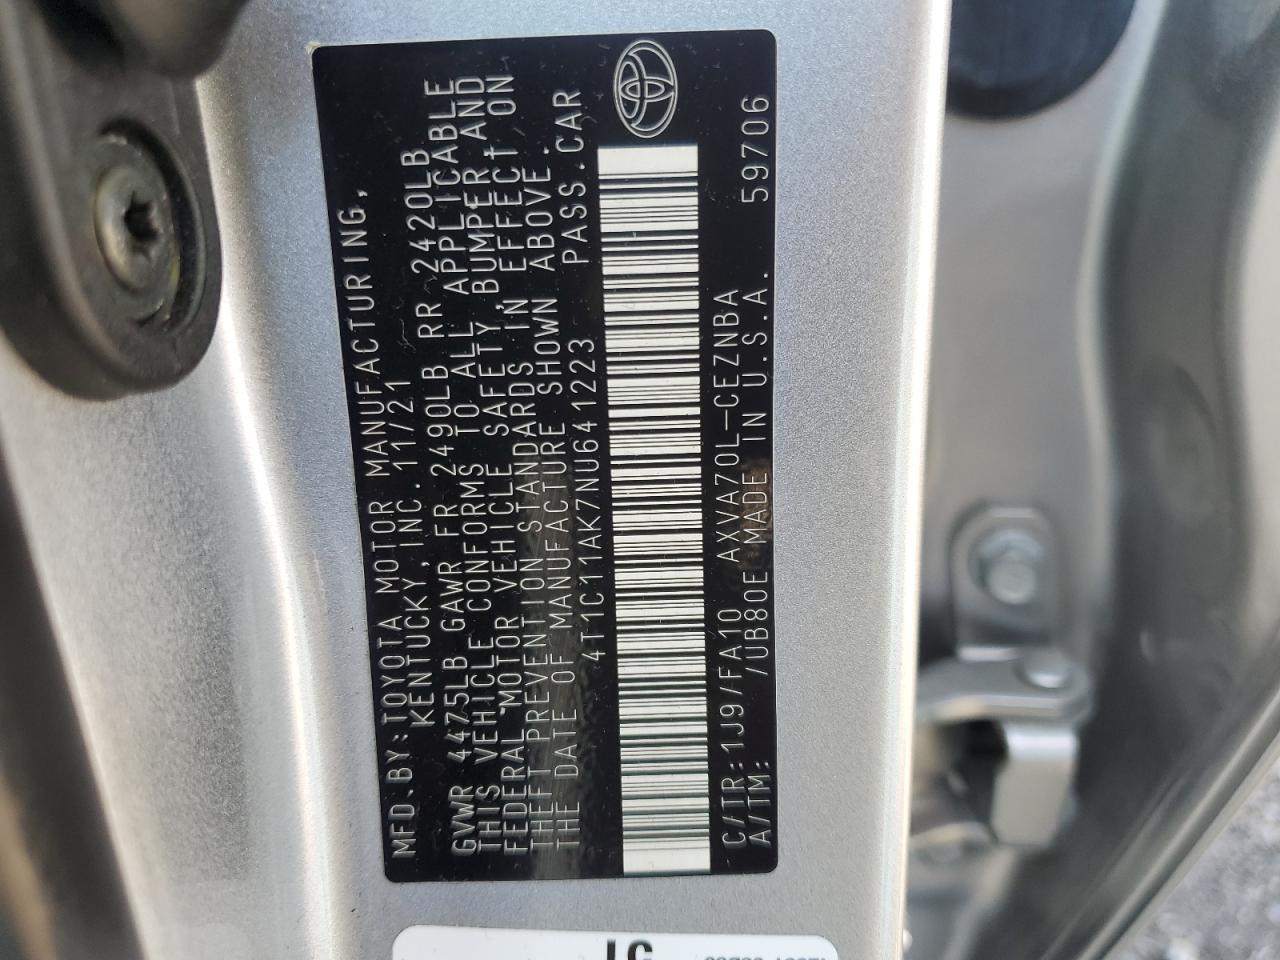 MFD.BY:TOYOTA MOTOR MANUFACTURING,
KENTUCKY,INC. 11/21
GVWR 4475LB GAWR FR 2490LB RR 2420LB
THIS VEHICLE CONFORMS TO ALL APPLICABLE
FEDERAL MOTOR VEHICLE SAFETY,BUMPER AND
THEFT PREVENTION STANDARDS IN EFFECT ON
THE DATE OF MANUFACTURE SHOWN ABOVE.
4T1C11AK7NU641223 PASS.CAR
C/TR:1J9/FA10 AXVA70L-CEZNBA
A/TM: /UB80E MADE IN U.S.A. 59706